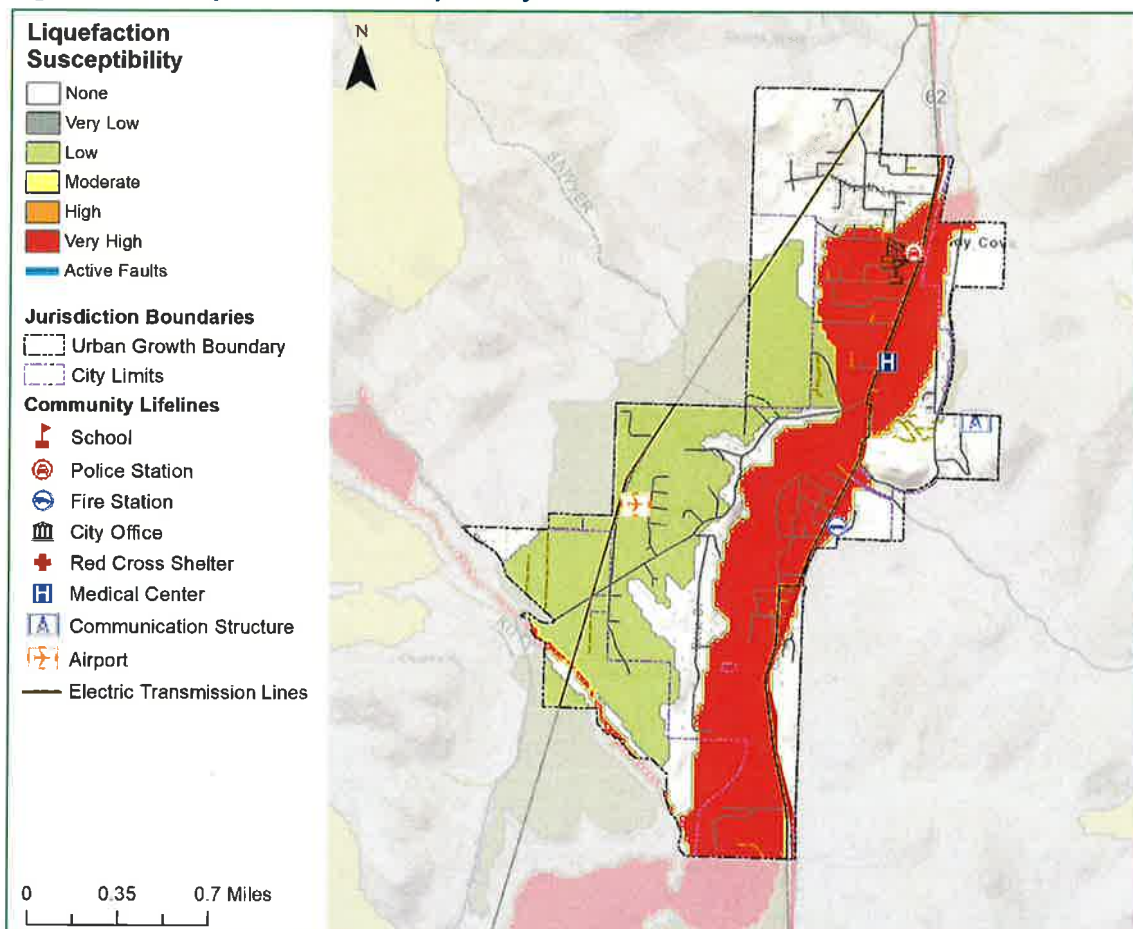 Liquefaction
Susceptibility
None
Very Low
Low
Moderate
High
Very High
Active Faults
Jurisdiction Boundaries
Urban Growth Boundary
City Limits
Community Lifelines
School
Police Station
Fire Station
City Office
Red Cross Shelter
H
Medical Center
Communication Structure
Airport
Electric Transmission Lines
0
0.35
0.7 Miles
N
62
H